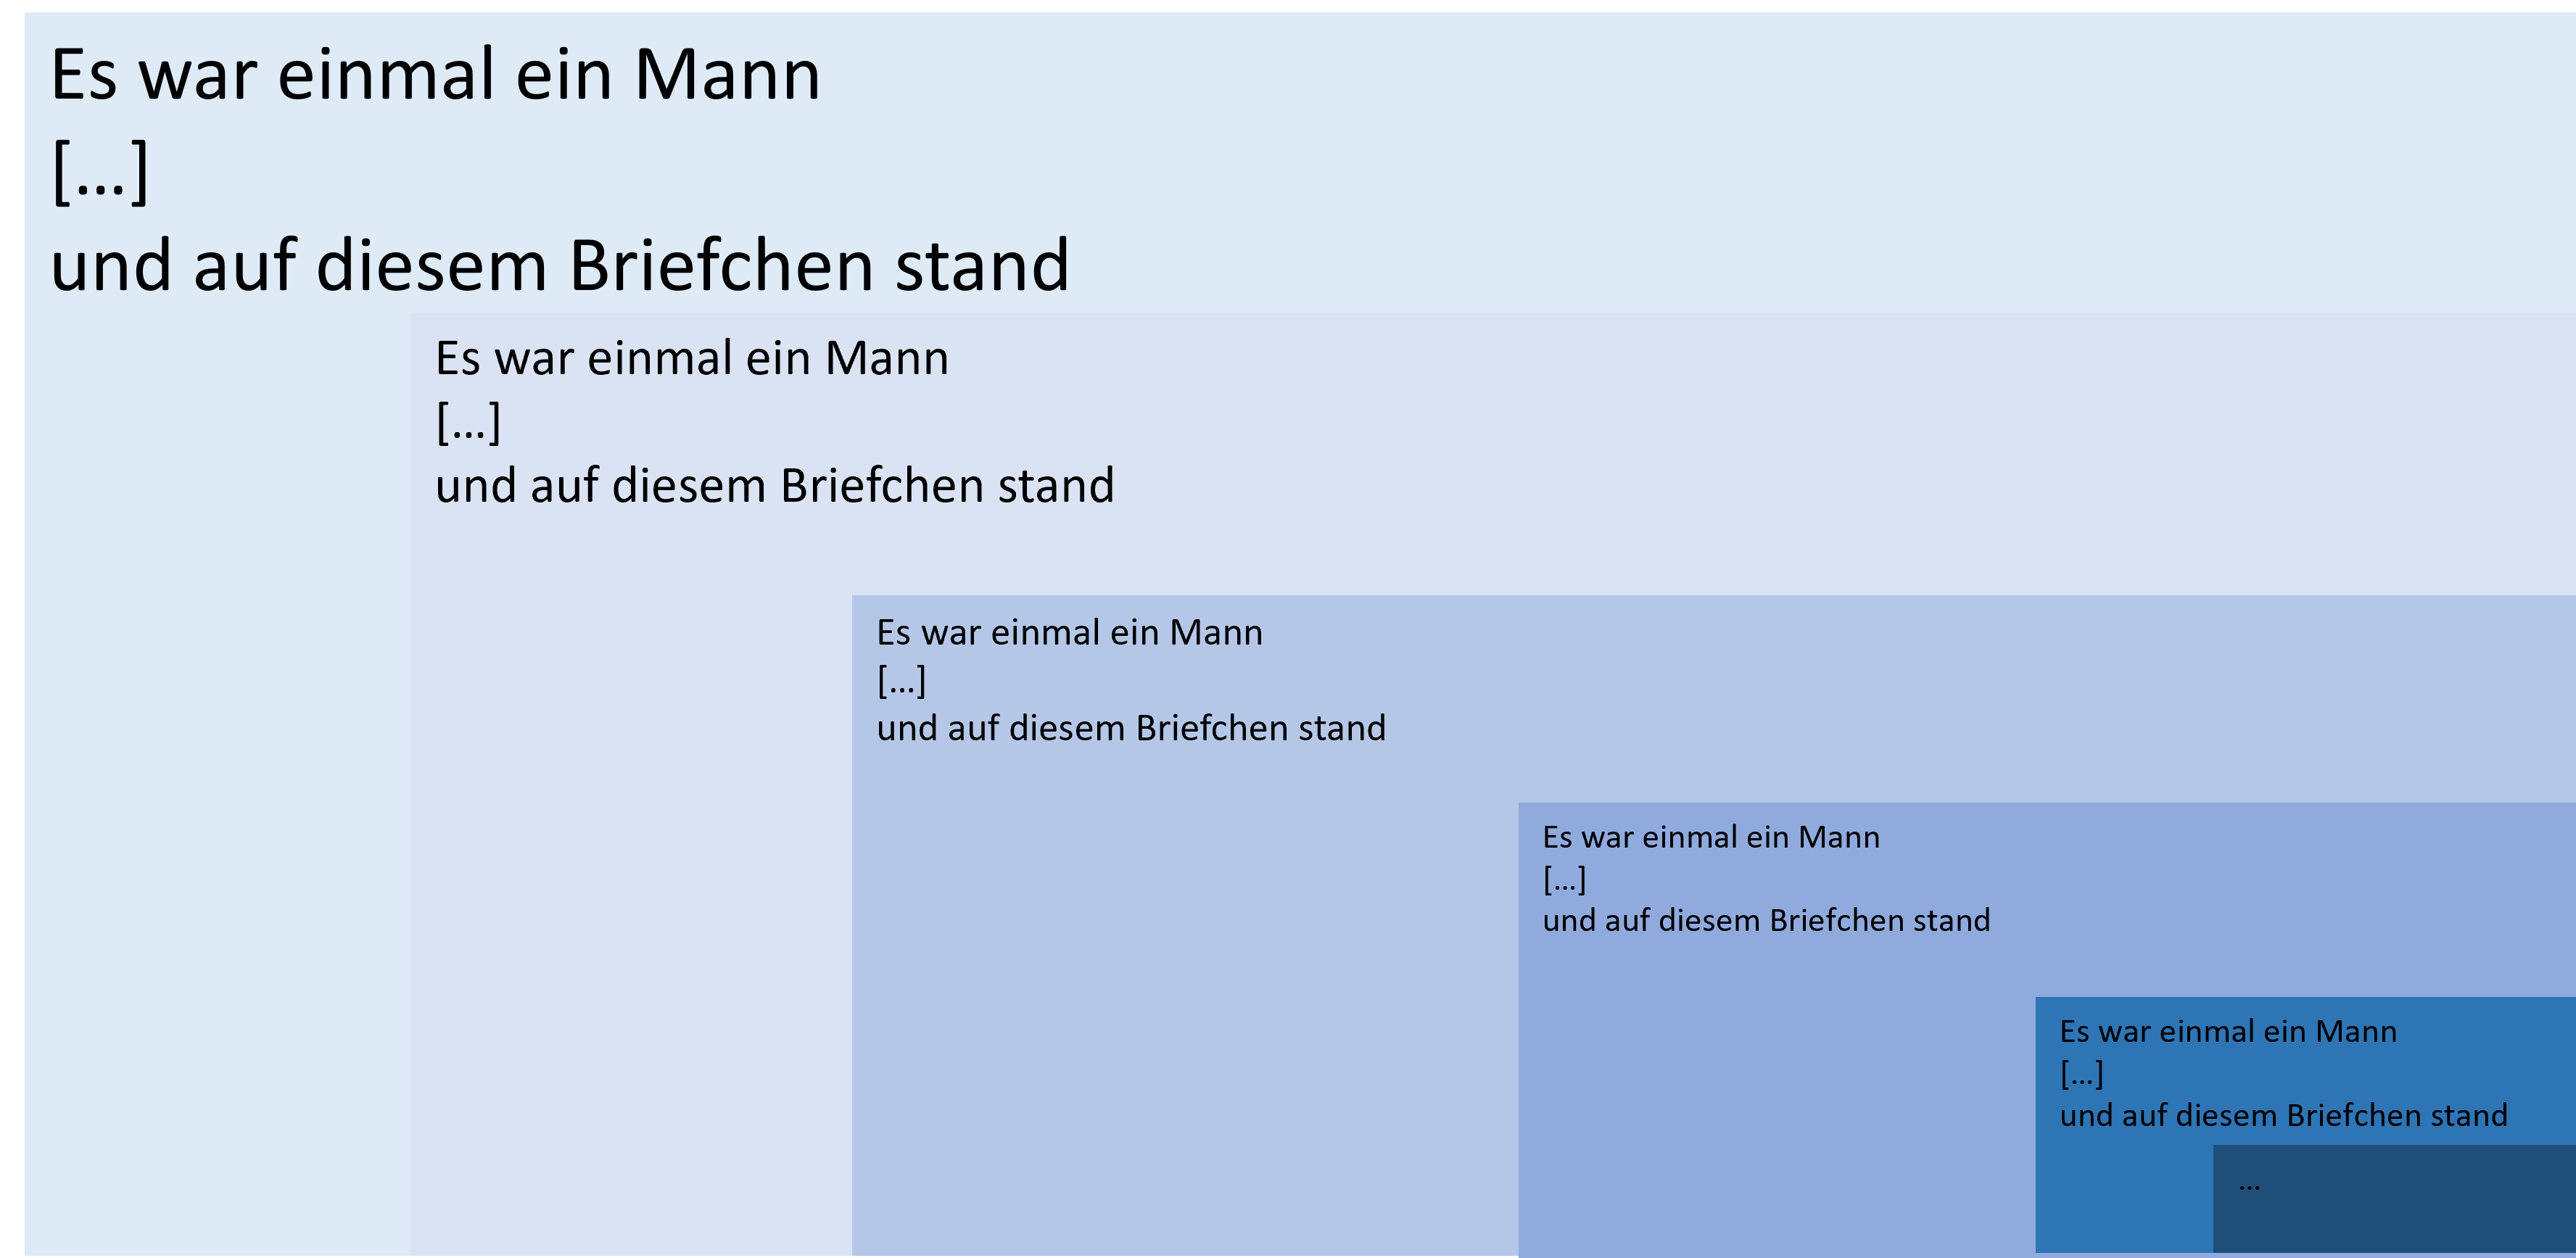 Es war einmal ein Mann
[...]
und auf diesem Briefchen stand
Es war einmal ein Mann
[...]
und auf diesem Briefchen stand
Es war einmal ein Mann
[...]
und auf diesem Briefchen stand
Es war einmal ein Mann
[...]
und auf diesem Briefchen stand
Es war einmal ein Mann
[...]
und auf diesem Briefchen stand
...